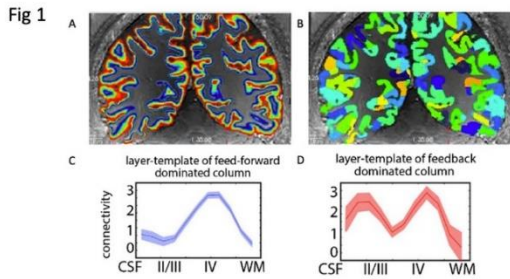 Fig 1
A
B
C
layer-template of feed-forward
dominated column
D
layer-template of feedback
dominated column
connectivity
3
2
1
0
CSF II/III IV WM
3
2
1
0
CSF II/III IV WM